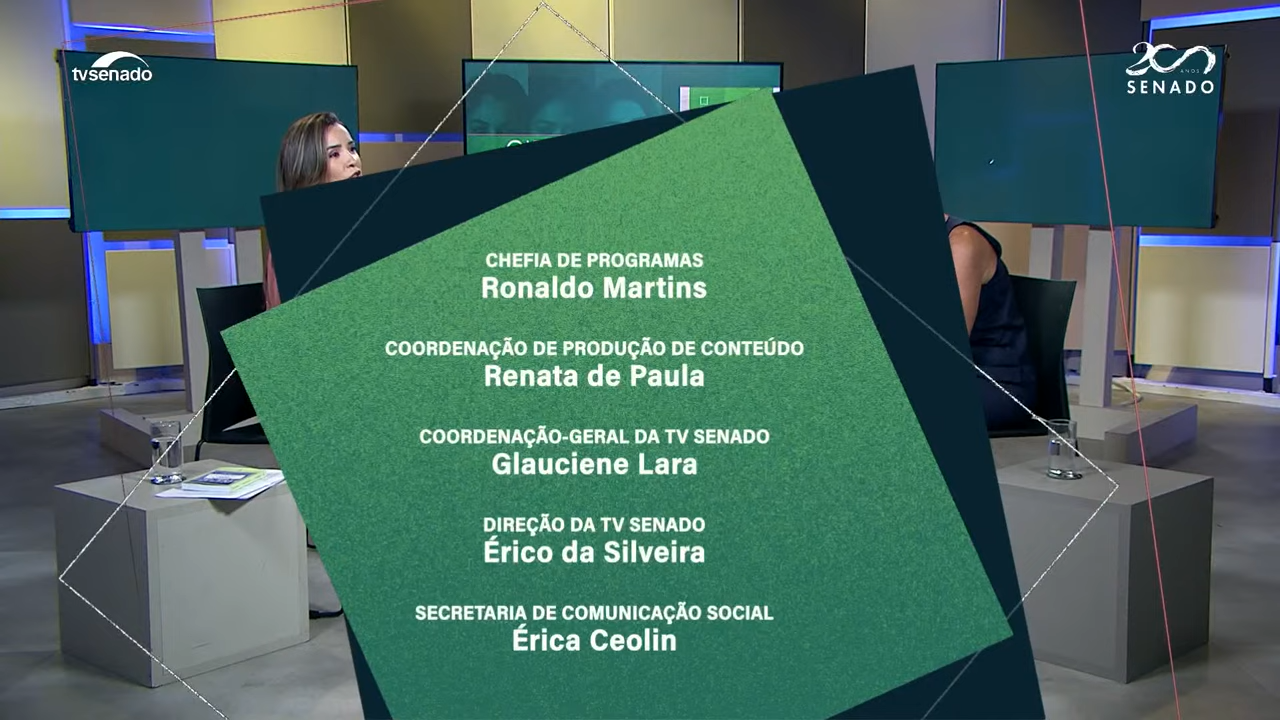 tvsenado
200
ANOS
SENADO
CHEFIA DE PROGRAMAS
Ronaldo Martins
COORDENAÇÃO DE PRODUÇÃO DE CONTEÚDO
Renata de Paula
COORDENAÇÃO-GERAL DA TV SENADO
Glauciene Lara
DIREÇÃO DA TV SENADO
Érico da Silveira
SECRETARIA DE COMUNICAÇÃO SOCIAL
Érica Ceolin